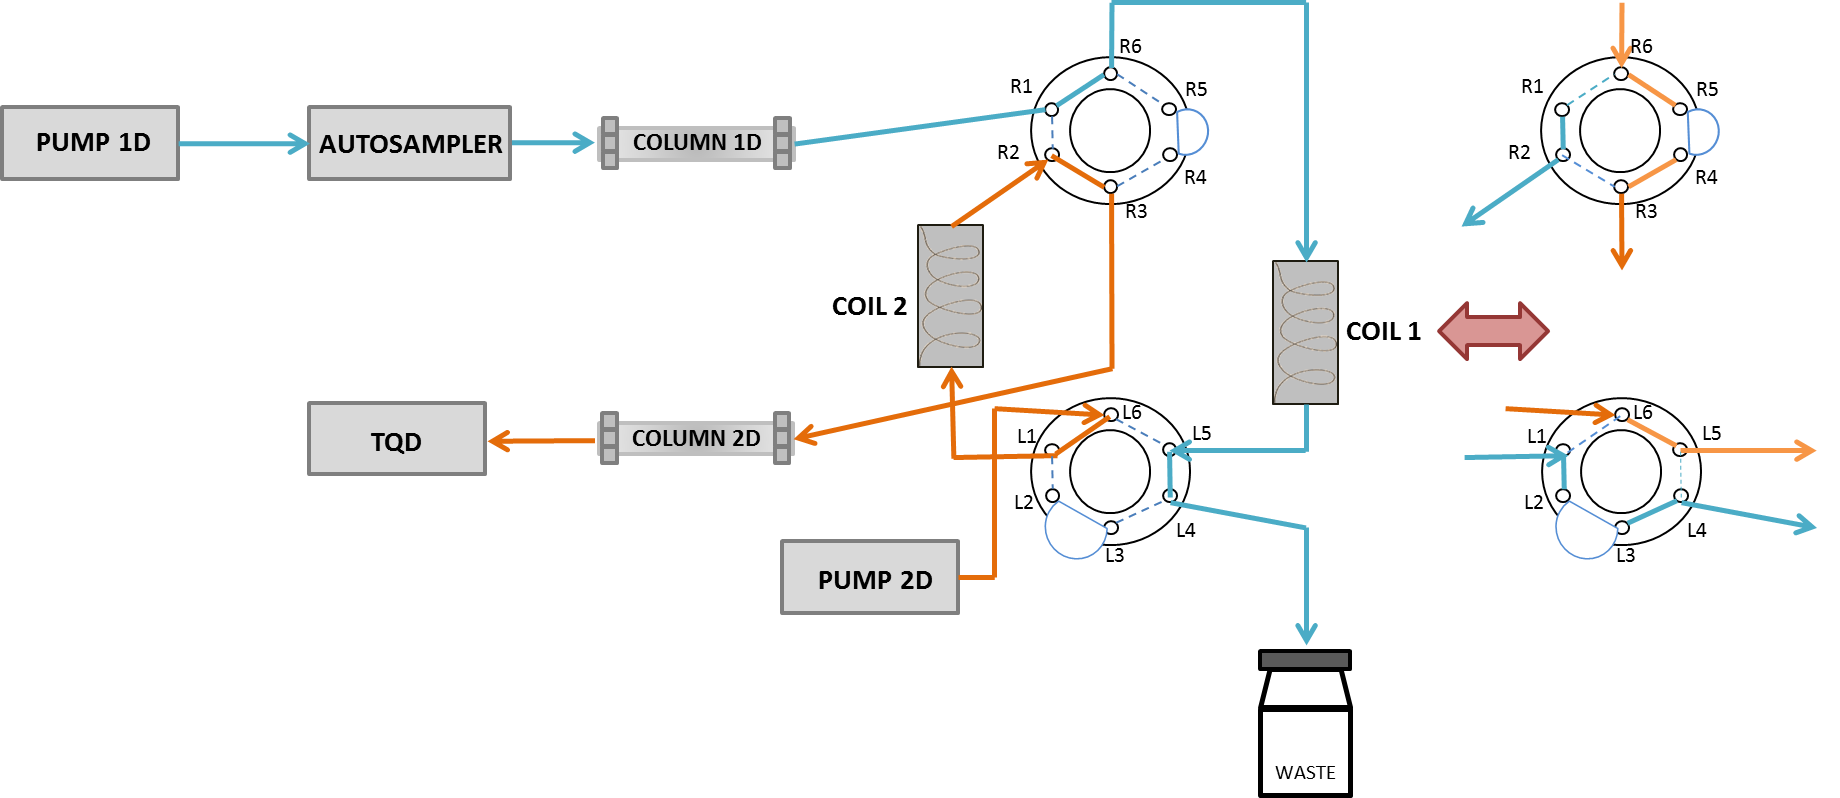 PUMP 1D
AUTOSAMPLER
COLUMN 1D
R6
R1
R5
R2
R4
R3
R6
R1
R5
R2
R4
R3
COIL 2
COIL 1
TQD
COLUMN 2D
L6
L1
L5
L2
L4
L3
L6
L1
L5
L2
L4
L3
PUMP 2D
WASTE